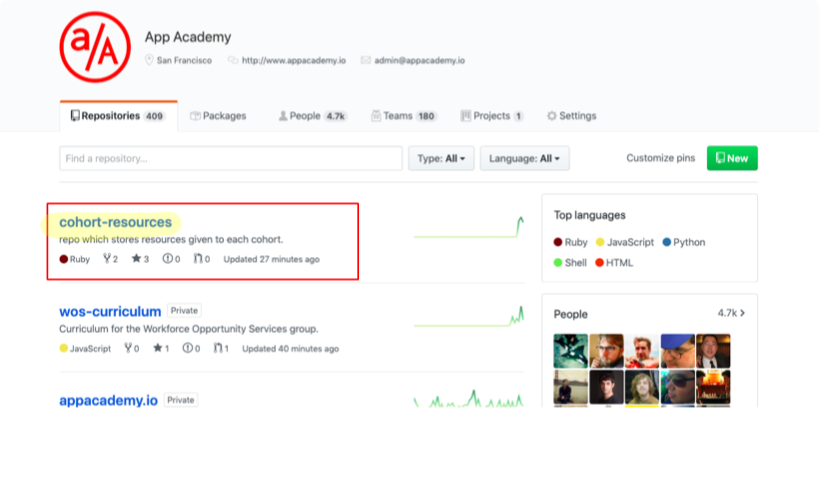 a/A
App Academy
San Francisco http://www.appacademy.io admin@appacademy.io
Repositories 409 Packages People 4.7k Teams 180 Projects 1 Settings
Find a repository... Type: All Language: All Customize pins New
cohort-resources
repo which stores resources given to each cohort.
Ruby 2 3 0 0 Updated 27 minutes ago
wos-curriculum Private
Curriculum for the Workforce Opportunity Services group.
JavaScript 0 1 0 1 Updated 40 minutes ago
appacademy.io Private
Top languages
Ruby JavaScript Python
Shell HTML
People 4.7k